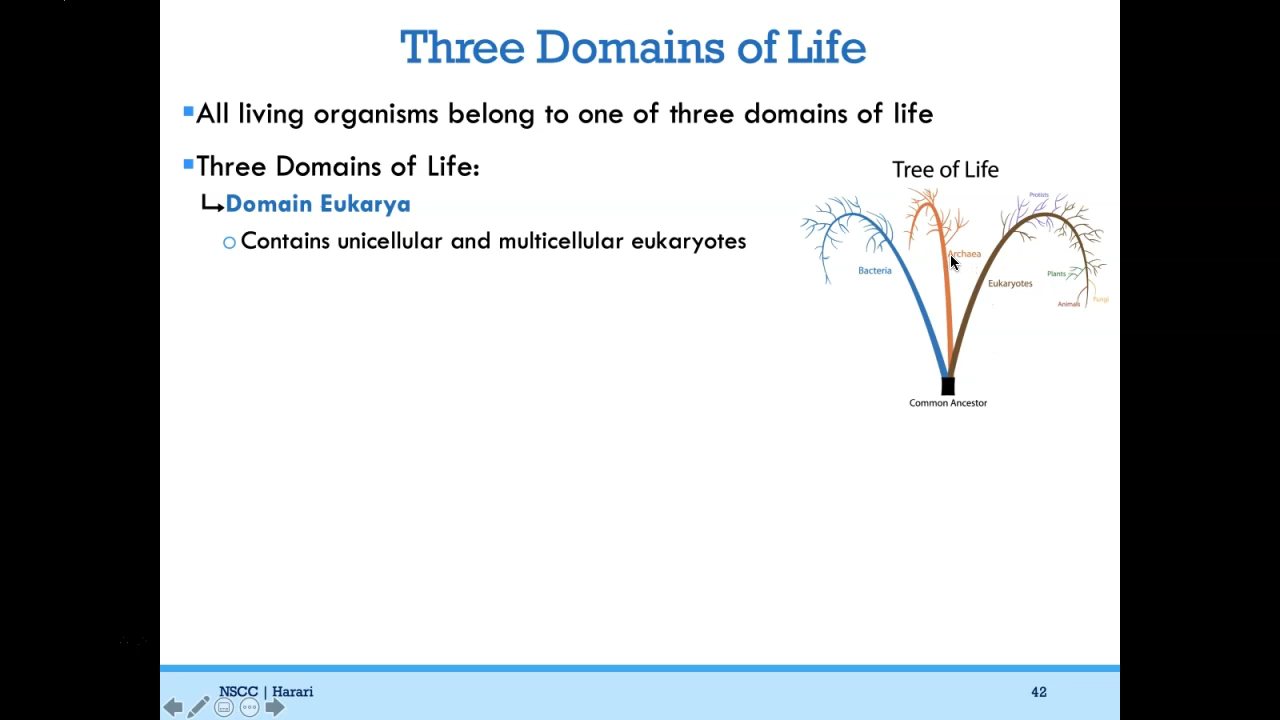 Three Domains of Life
All living organisms belong to one of three domains of life
Three Domains of Life:
Domain Eukarya
Contains unicellular and multicellular eukaryotes
Tree of Life
Protists
Archaea
Bacteria
Eukaryotes
Plants
Animals
Fungi
Common Ancestor
NSCC | Harari
42